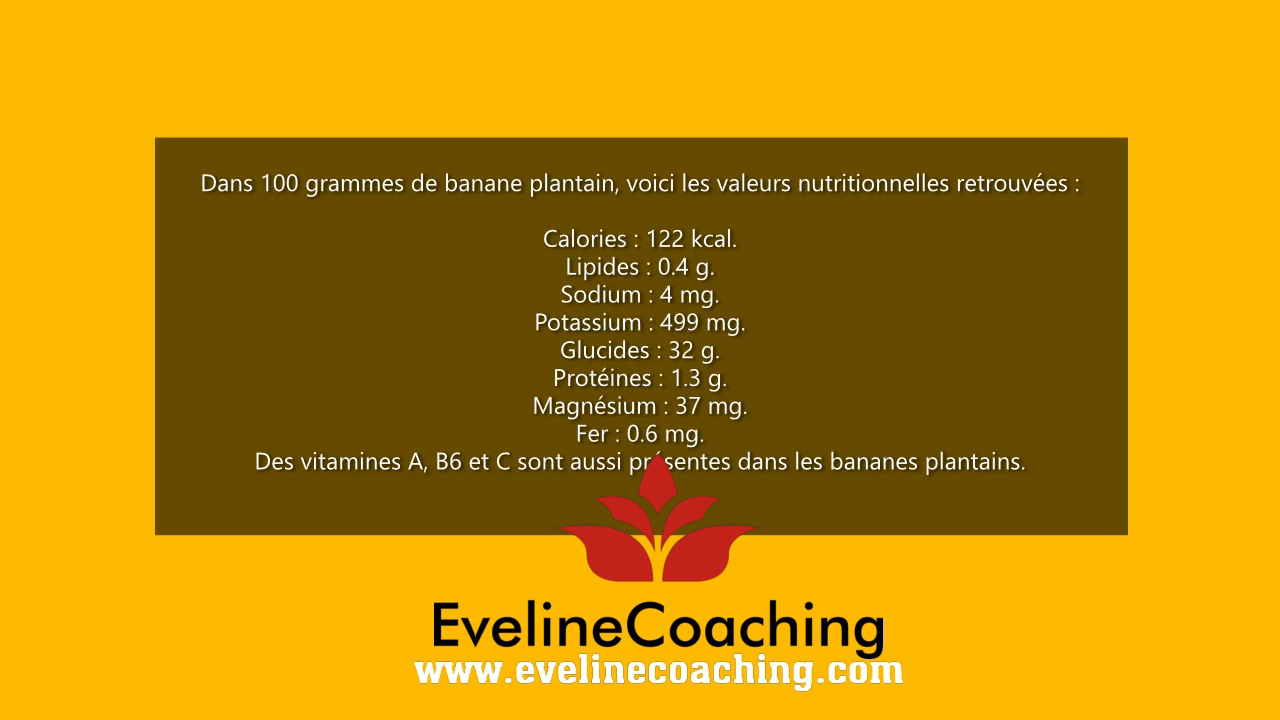 Dans 100 grammes de banane plantain, voici les valeurs nutritionnelles retrouvées :
Calories : 122 kcal.
Lipides : 0.4 g.
Sodium : 4 mg.
Potassium : 499 mg.
Glucides : 32 g.
Protéines : 1.3 g.
Magnésium : 37 mg.
Fer : 0.6 mg.
Des vitamines A, B6 et C sont aussi présentes dans les bananes plantains.
EvelineCoaching
www.evelinecoaching.com